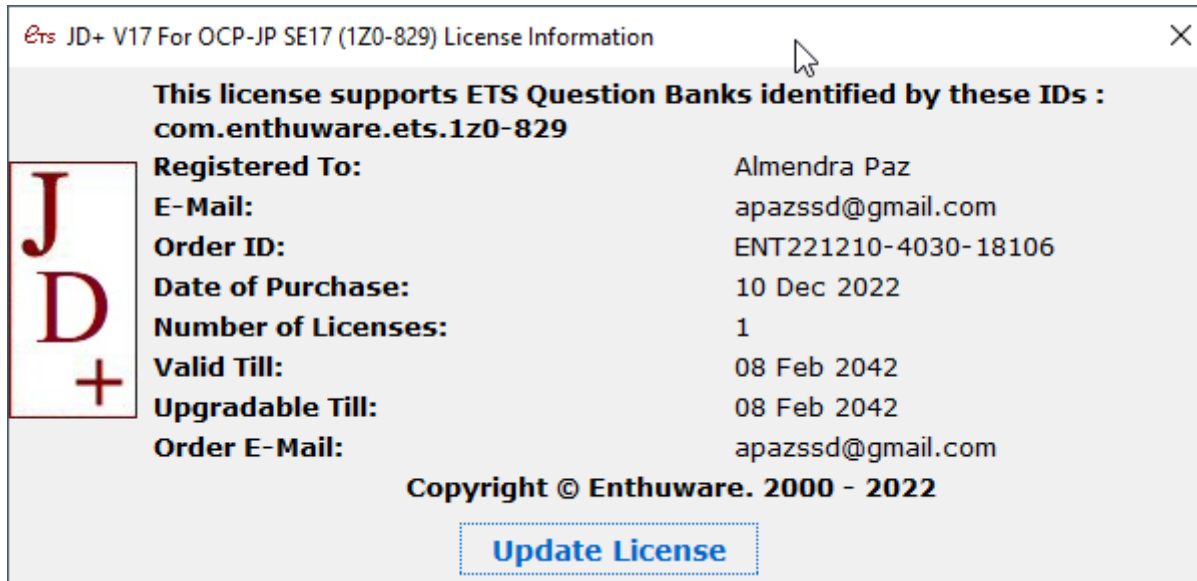 eTs JD+ V17 For OCP-JP SE17 (1Z0-829) License Information
This license supports ETS Question Banks identified by these IDs :
com.enthuware.ets.1z0-829
J
D
+
Registered To: Almendra Paz
E-Mail: apazssd@gmail.com
Order ID: ENT221210-4030-18106
Date of Purchase: 10 Dec 2022
Number of Licenses: 1
Valid Till: 08 Feb 2042
Upgradable Till: 08 Feb 2042
Order E-Mail: apazssd@gmail.com
Copyright © Enthuware. 2000 - 2022
Update License